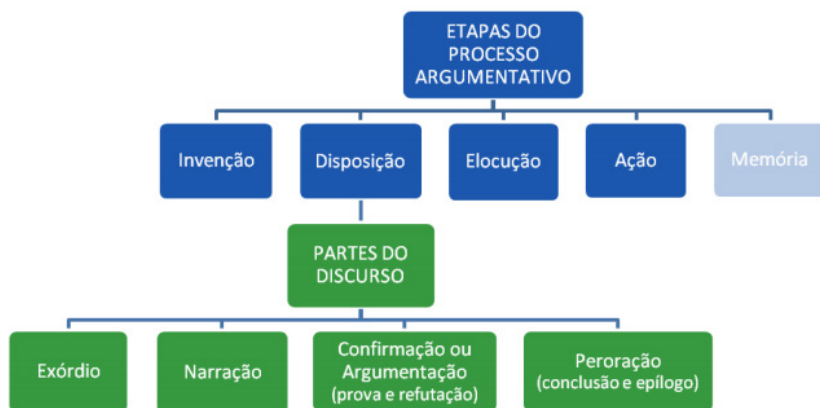 ETAPAS DO
PROCESSO
ARGUMENTATIVO
Invenção
Disposição
Elocução
Ação
Memória
PARTES DO
DISCURSO
Exórdio
Narração
Confirmação ou
Argumentação
(prova e refutação)
Peroração
(conclusão e epílogo)